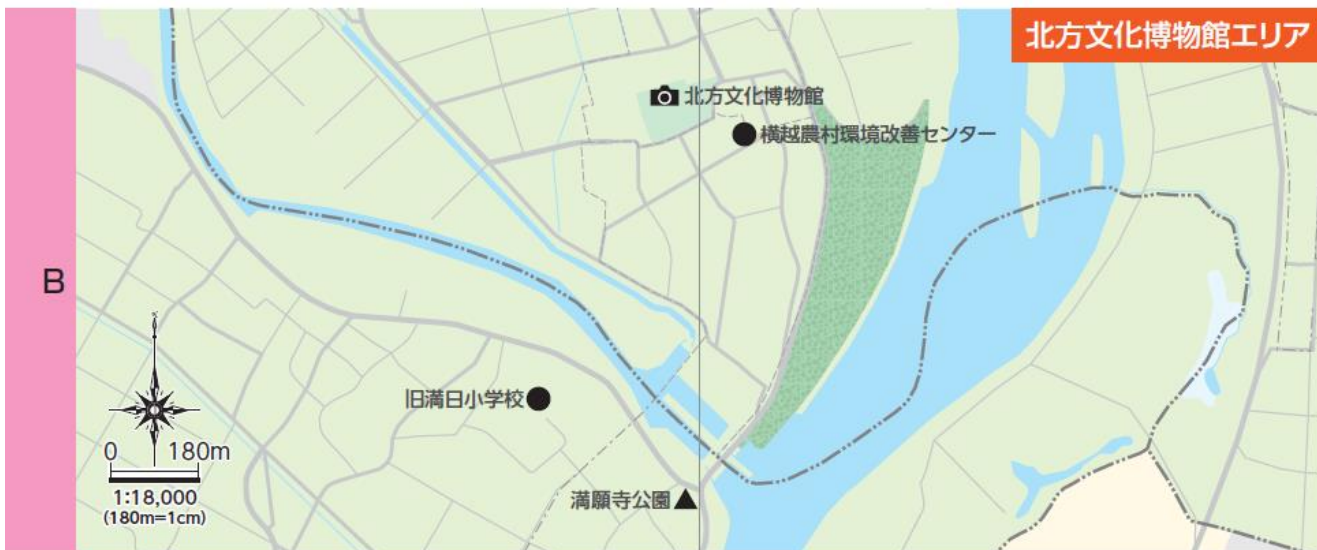 北方文化博物館エリア
北方文化博物館
横越農村環境改善センター
B
旧満日小学校
0 180m
1:18,000
(180m=1cm)
満願寺公園